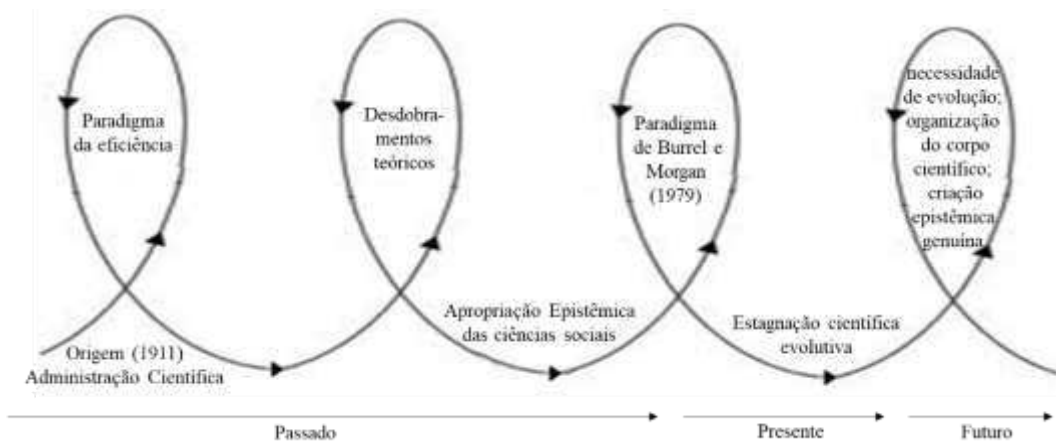 Paradigma
da eficiência
Desdobra-
mentos
teóricos
Paradigma
de Burrel e
Morgan
(1979)
necessidade
de evolução;
organização
do corpo
científico;
criação
epistêmica
genuína
Origem (1911)
Administração Científica
Apropriação Epistêmica
das ciências sociais
Estagnação científica
evolutiva
Passado
Presente
Futuro